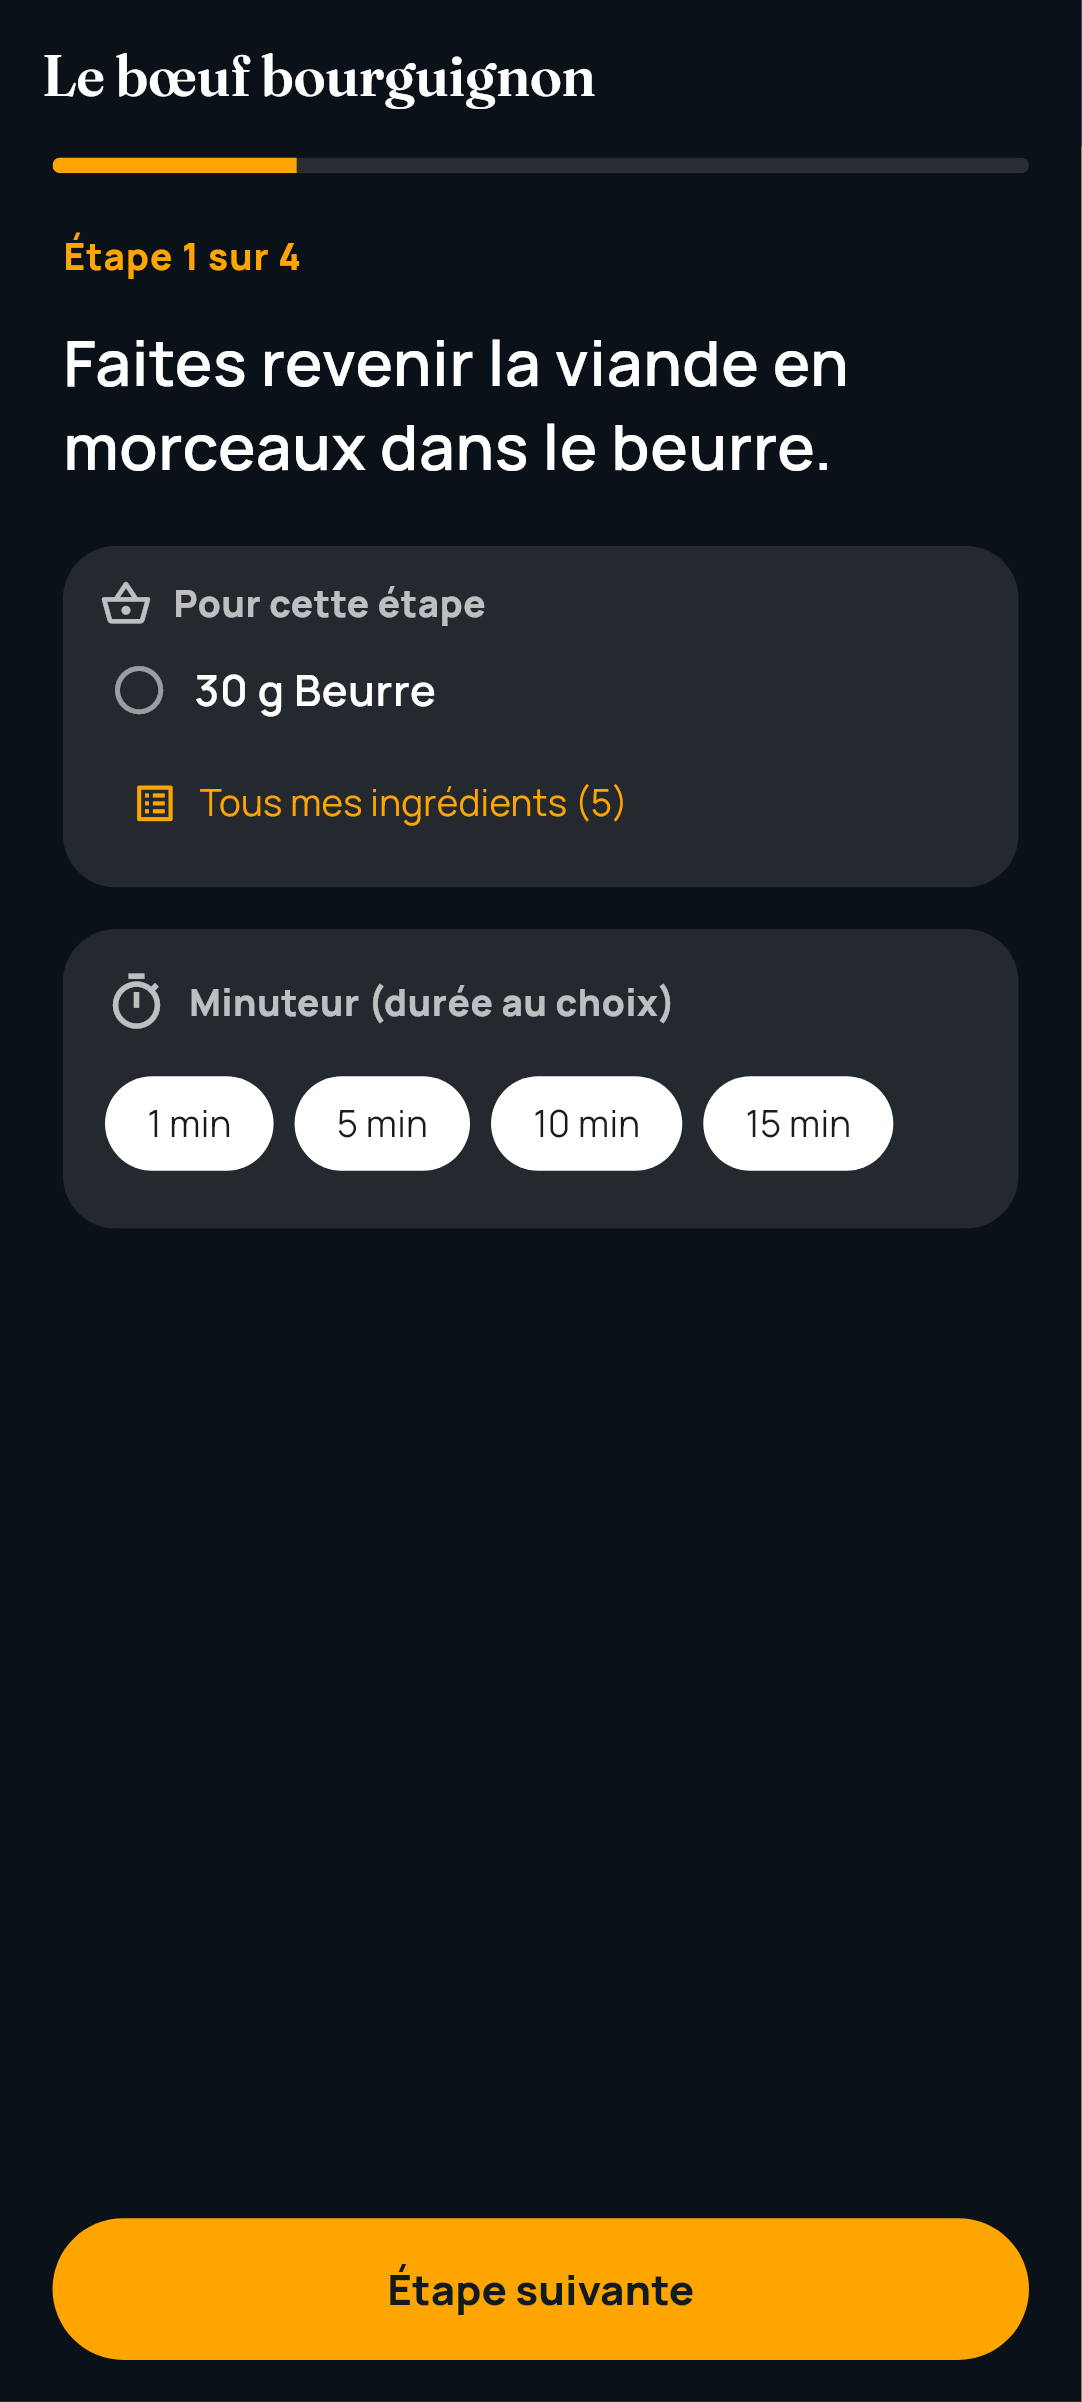 Le bœuf bourguignon
Étape 1 sur 4
Faites revenir la viande en
morceaux dans le beurre.
Pour cette étape
30 g Beurre
Tous mes ingrédients (5)
Minuteur (durée au choix)
1 min 5 min 10 min 15 min
Étape suivante